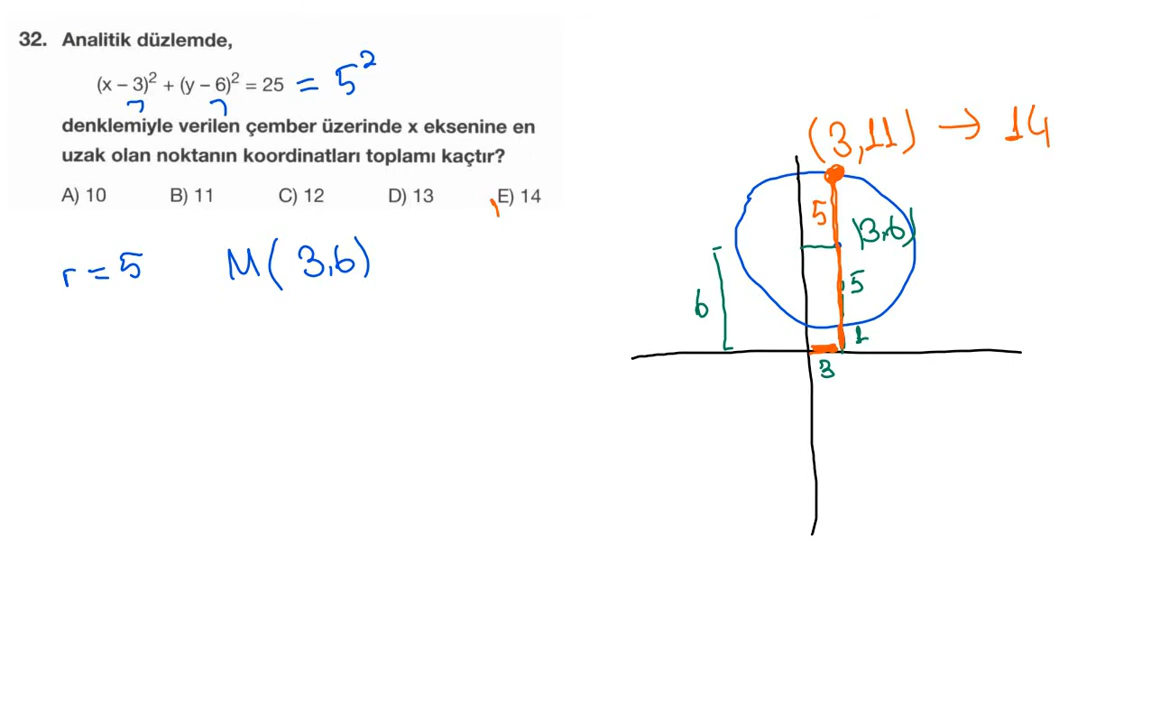 32. Analitik düzlemde,
(x – 3)² + (y – 6)² = 25 = 5²
denklemiyle verilen çember üzerinde x eksenine en
uzak olan noktanın koordinatları toplamı kaçtır?
A) 10 B) 11 C) 12 D) 13 E) 14
r = 5 M(3,6)
(3,11) → 14
5
(3,6)
6
5
1
3